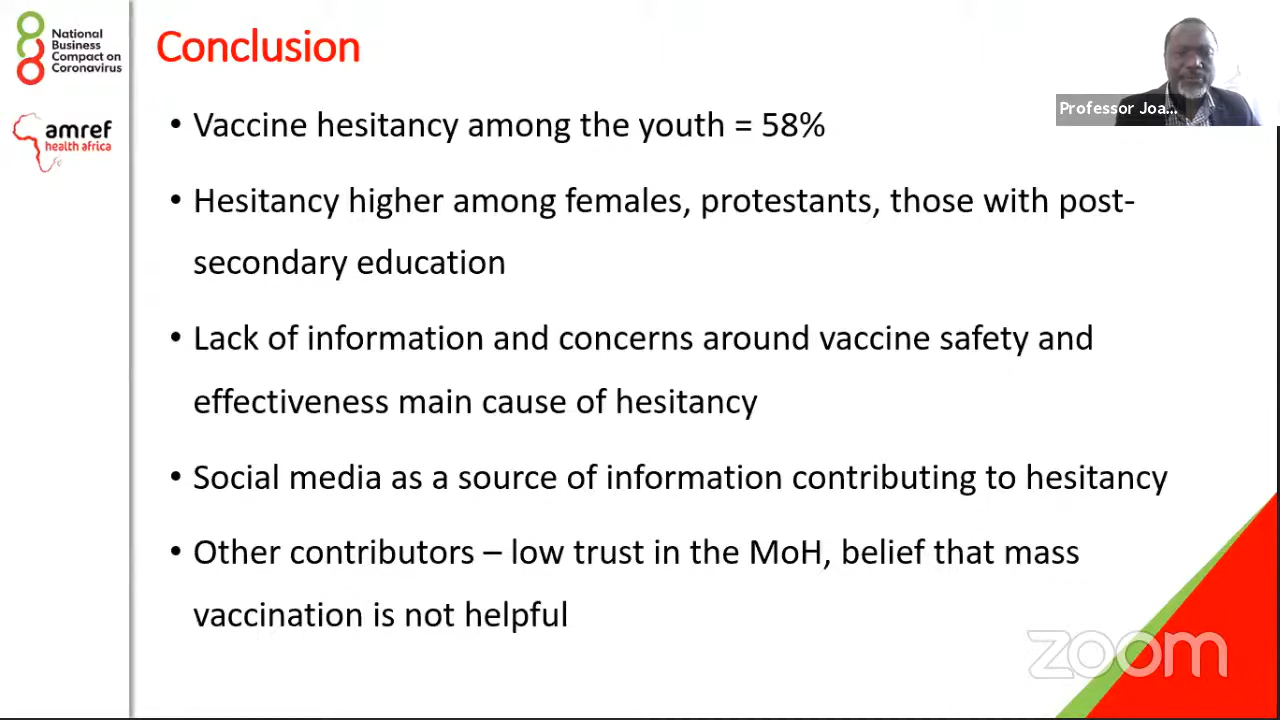 National
Business
Compact on
Coronavirus
amref
health africa
Conclusion
Professor Joa...
• Vaccine hesitancy among the youth = 58%
• Hesitancy higher among females, protestants, those with post-
secondary education
• Lack of information and concerns around vaccine safety and
effectiveness main cause of hesitancy
• Social media as a source of information contributing to hesitancy
• Other contributors – low trust in the MoH, belief that mass
vaccination is not helpful
zoom